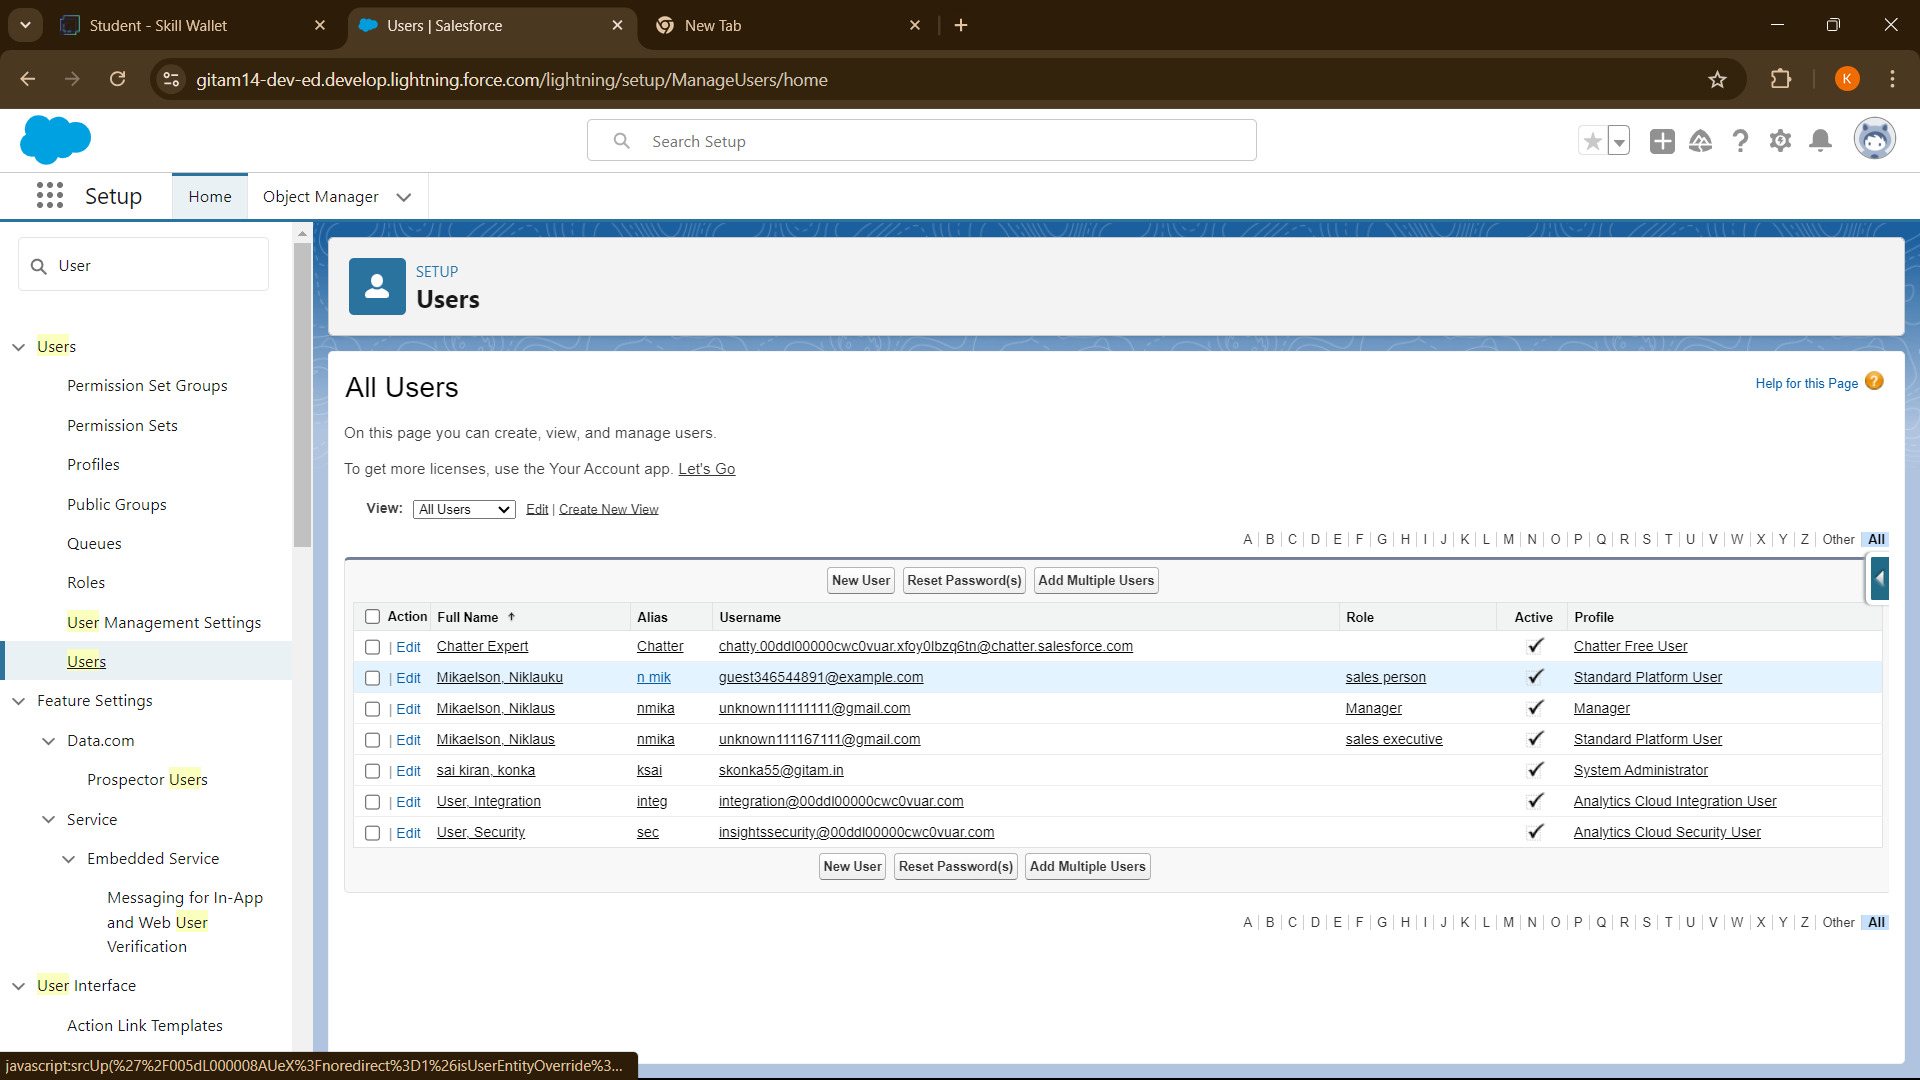 Student - Skill Wallet
Users | Salesforce
New Tab
gitam14-dev-ed.develop.lightning.force.com/lightning/setup/ManageUsers/home
K
Search Setup
Setup
Home
Object Manager
User
Users
Permission Set Groups
Permission Sets
Profiles
Public Groups
Queues
Roles
User Management Settings
Users
Feature Settings
Data.com
Prospector Users
Service
Embedded Service
Messaging for In-App
and Web User
Verification
User Interface
Action Link Templates
SETUP
Users
All Users
Help for this Page ?
On this page you can create, view, and manage users.
To get more licenses, use the Your Account app. Let's Go
View: All Users Edit | Create New View
A | B | C | D | E | F | G | H | I | J | K | L | M | N | O | P | Q | R | S | T | U | V | W | X | Y | Z | Other | All
New User Reset Password(s) Add Multiple Users
Action Full Name Alias Username Role Active Profile
| Edit Chatter Expert Chatter chatty.00ddl00000cwc0vuar.xfoy0lbzq6tn@chatter.salesforce.com Chatter Free User
| Edit Mikaelson, Niklauku n mik guest346544891@example.com sales person Standard Platform User
| Edit Mikaelson, Niklaus nmika unknown11111111@gmail.com Manager Manager
| Edit Mikaelson, Niklaus nmika unknown111167111@gmail.com sales executive Standard Platform User
| Edit sai kiran, konka ksai skonka55@gitam.in System Administrator
| Edit User, Integration integ integration@00ddl00000cwc0vuar.com Analytics Cloud Integration User
| Edit User, Security sec insightssecurity@00ddl00000cwc0vuar.com Analytics Cloud Security User
New User Reset Password(s) Add Multiple Users
A | B | C | D | E | F | G | H | I | J | K | L | M | N | O | P | Q | R | S | T | U | V | W | X | Y | Z | Other | All
javascript:srcUp(%27%2F005dL000008AUeX%3Fnoredirect%3D1%26isUserEntityOverride%3...